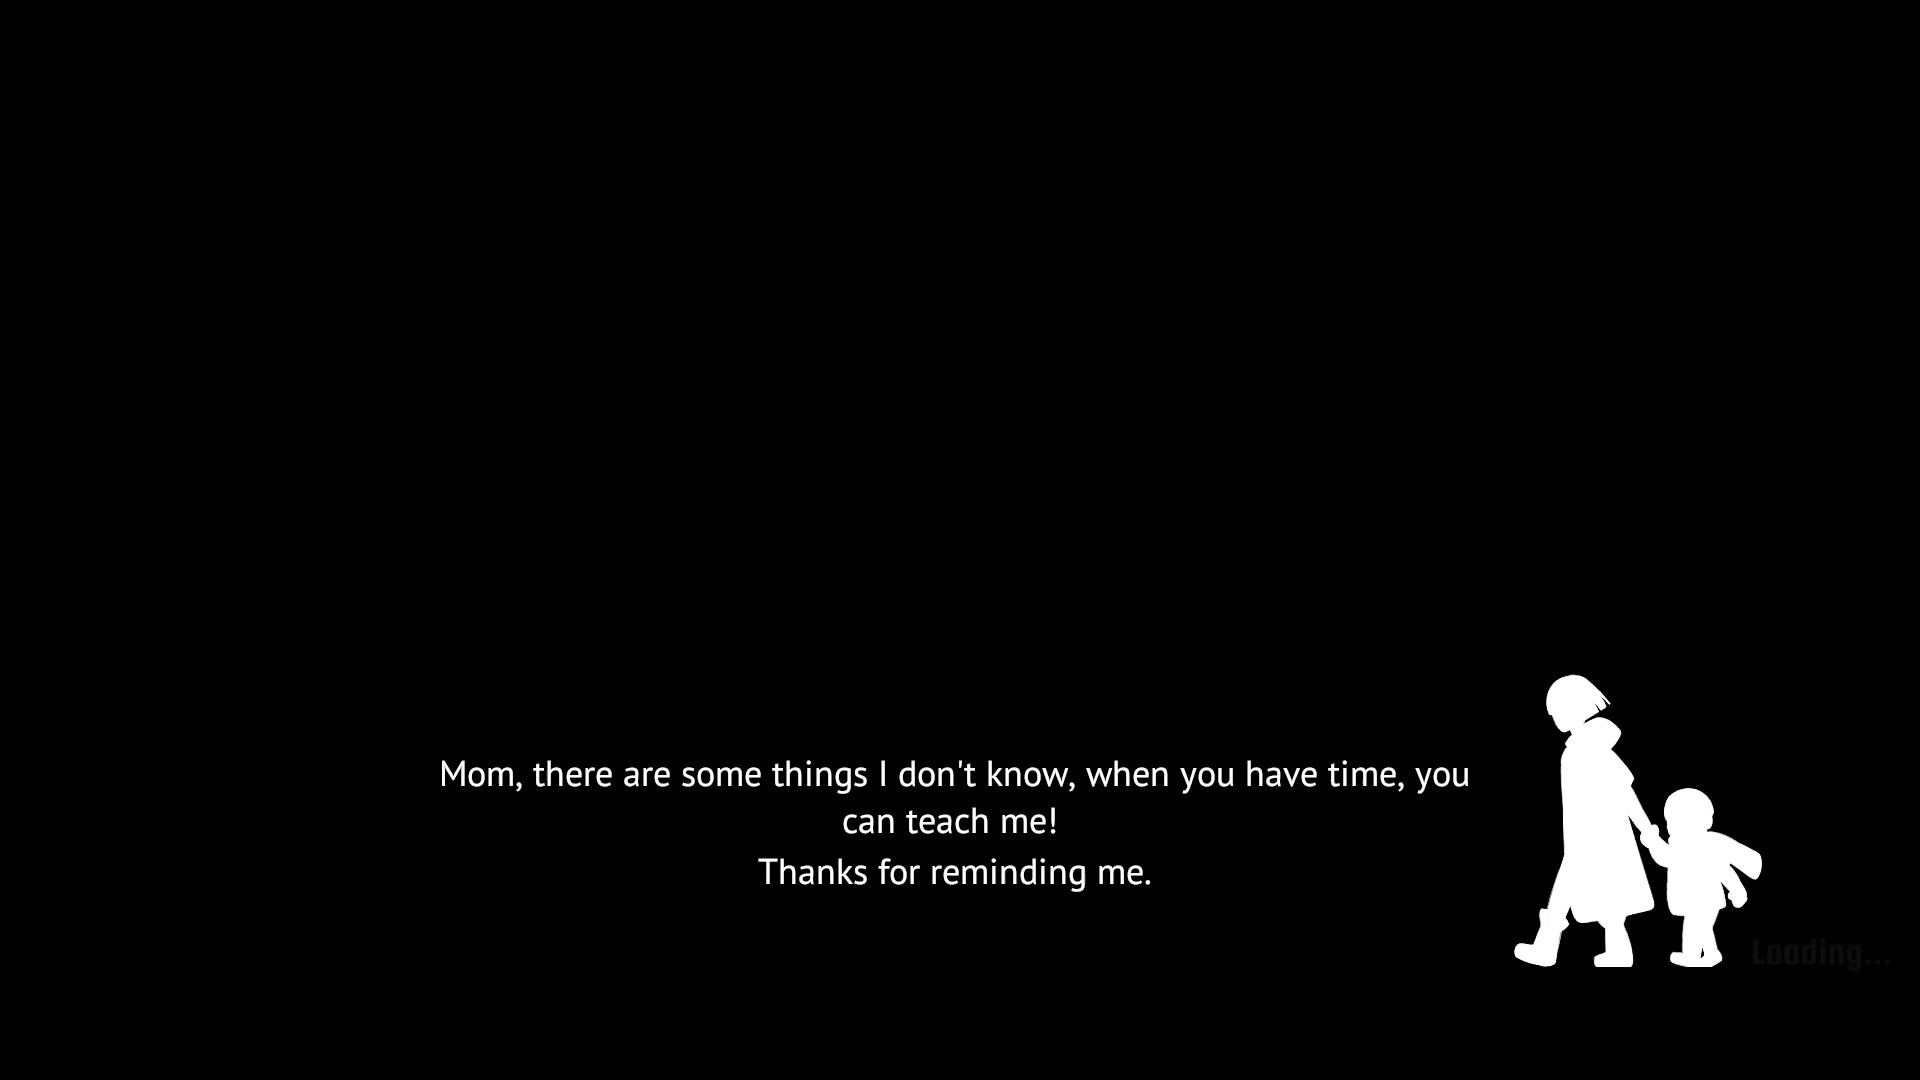 Mom, there are some things I don't know, when you have time, you
can teach me!
Thanks for reminding me.
Loading...